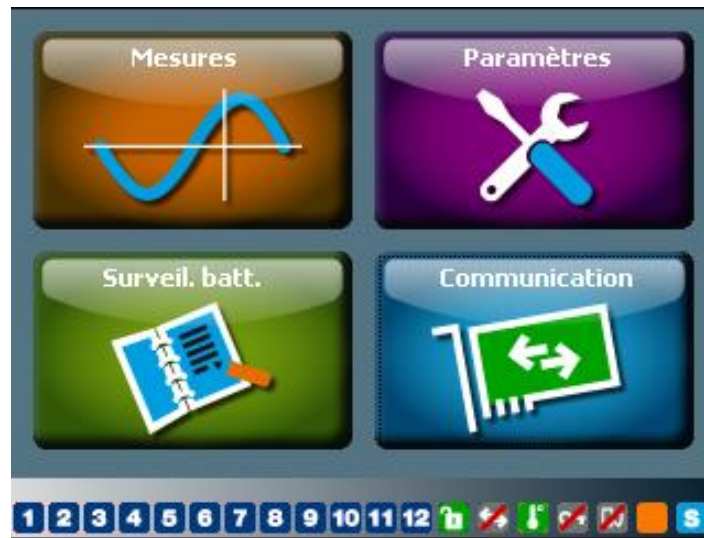 Mesures
Paramètres
Surveil. batt.
Communication
1 2 3 4 5 6 7 8 9 10 11 12 S